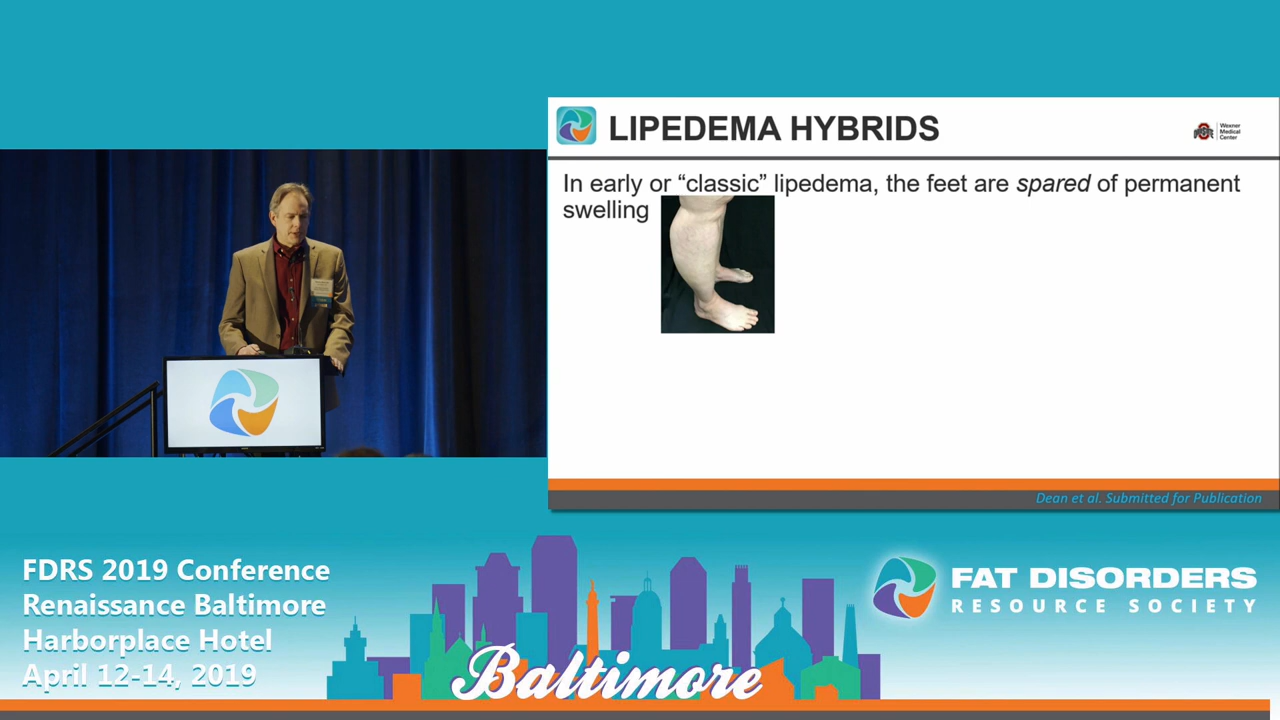 LIPEDEMA HYBRIDS
Wexner
Medical
Center
In early or “classic” lipedema, the feet are spared of permanent
swelling
Dean et al. Submitted for Publication
FDRS 2019 Conference
Renaissance Baltimore
Harborplace Hotel
April 12-14, 2019
Baltimore
FAT DISORDERS
RESOURCE SOCIETY